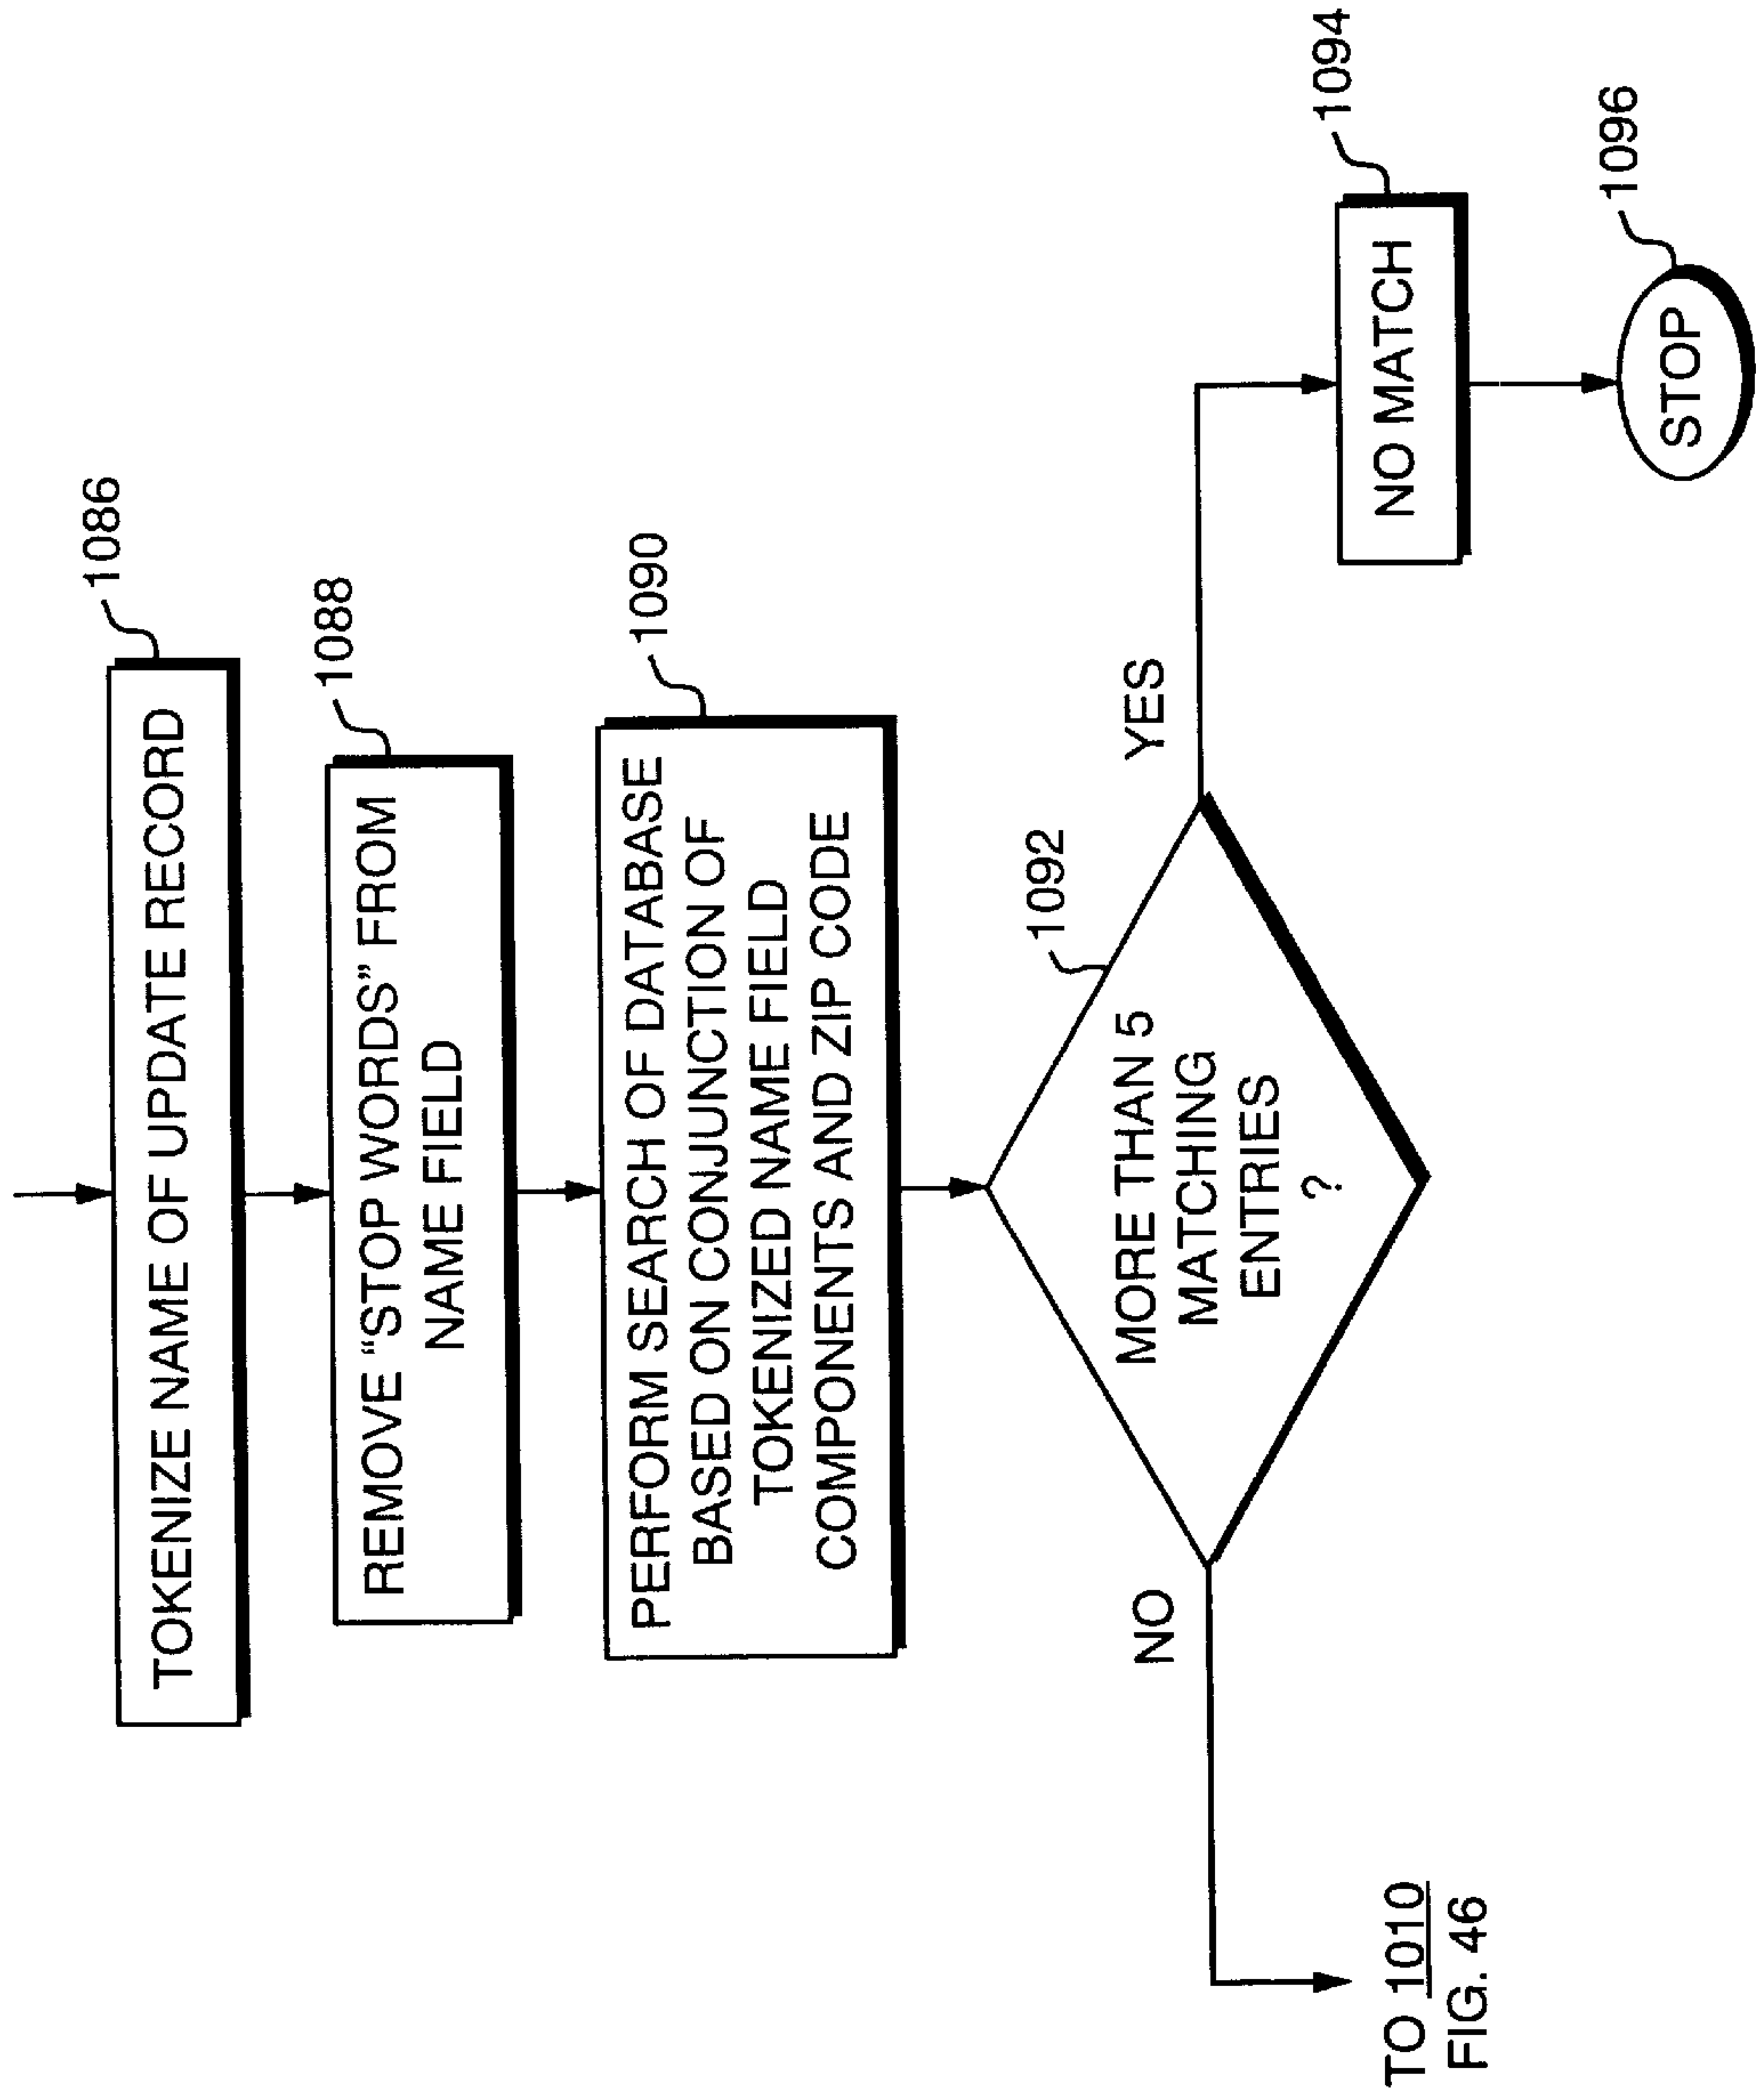 1086
TOKENIZE NAME OF UPDATE RECORD
1088
REMOVE “STOP WORDS” FROM
NAME FIELD
1090
PERFORM SEARCH OF DATABASE
BASED ON CONJUNCTION OF
TOKENIZED NAME FIELD
COMPONENTS AND ZIP CODE
1092
MORE THAN 5
MATCHING
ENTRIES
?
NO
YES
TO 1010
FIG. 46
1094
NO MATCH
1096
STOP